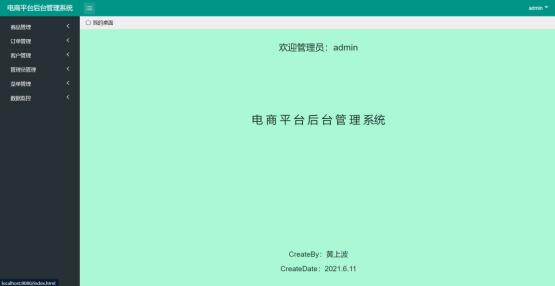 电商平台后台管理系统
admin
商品管理
订单管理
客户管理
管理员管理
菜单管理
数据监控
我的桌面
欢迎管理员：admin
电商平台后台管理系统
CreateBy：黄上波
CreateDate：2021.6.11
localhost:8080/index.html